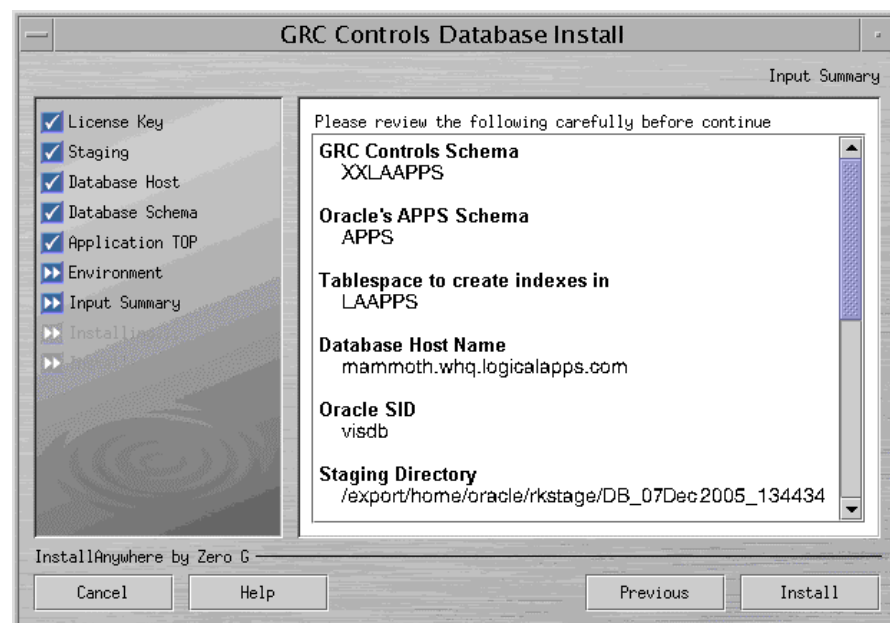 GRC Controls Database Install
Input Summary
License Key
Staging
Database Host
Database Schema
Application TOP
Environment
Input Summary
Please review the following carefully before continue
GRC Controls Schema
XXLAAPPS
Oracle's APPS Schema
APPS
Tablespace to create indexes in
LAAPPS
Database Host Name
mammoth.whq.logicalapps.com
Oracle SID
visdb
Staging Directory
/export/home/oracle/rkstage/DB_07Dec2005_134434
InstallAnywhere by Zero G
Cancel
Help
Previous
Install